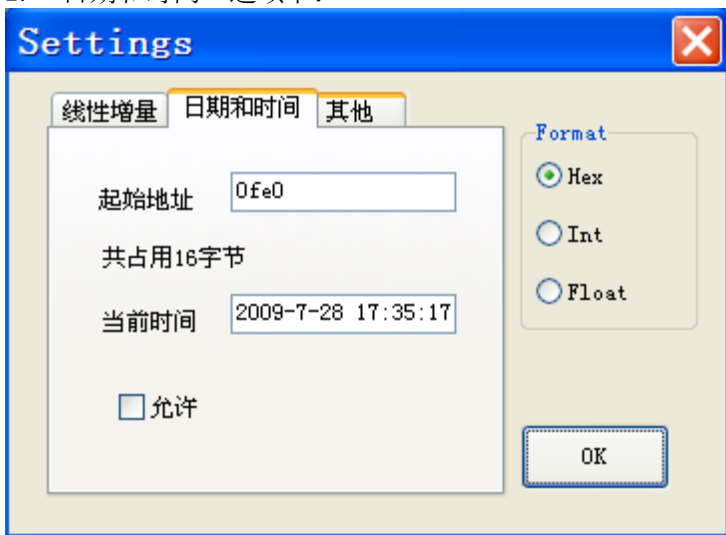 Settings
线性增量 日期和时间 其他
起始地址 0fe0
共占用16字节
当前时间 2009-7-28 17:35:17
允许
Format
Hex
Int
Float
OK